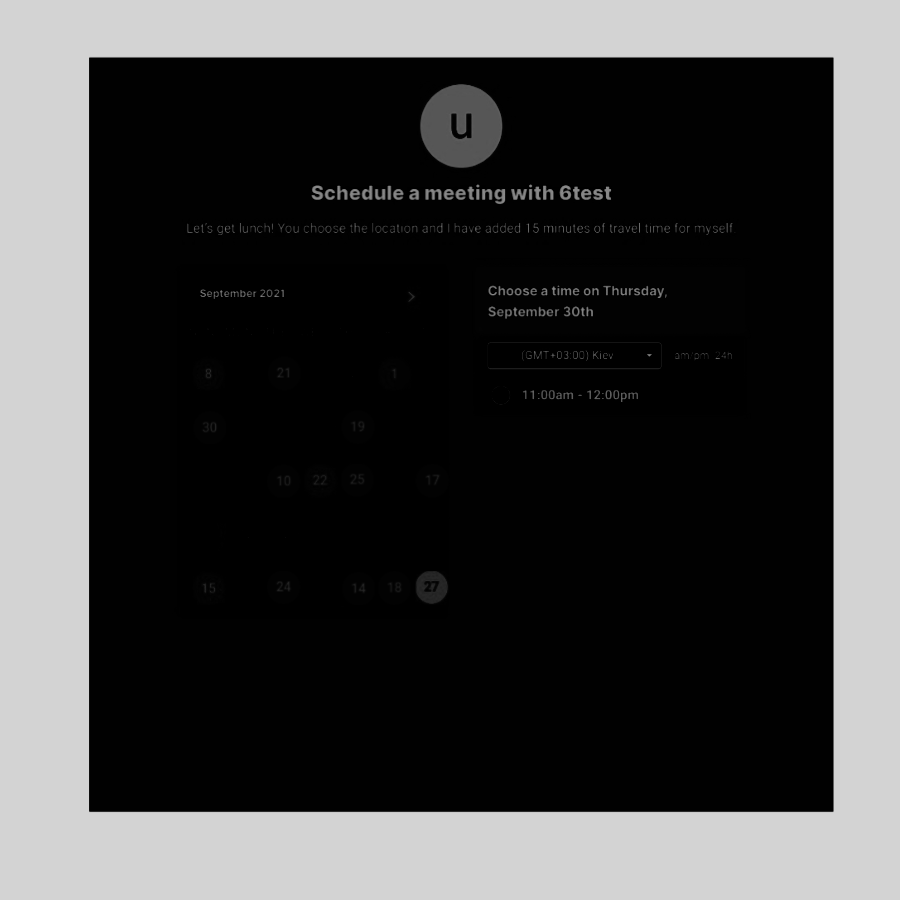 u
Schedule a meeting with 6test
Let's get lunch! You choose the location and I have added 15 minutes of travel time for myself
September 2021
8 21 1
30 19
10 22 25 17
15 24 14 18 27
Choose a time on Thursday,
September 30th
(GMT+03:00) Kiev am/pm 24h
11:00am - 12:00pm